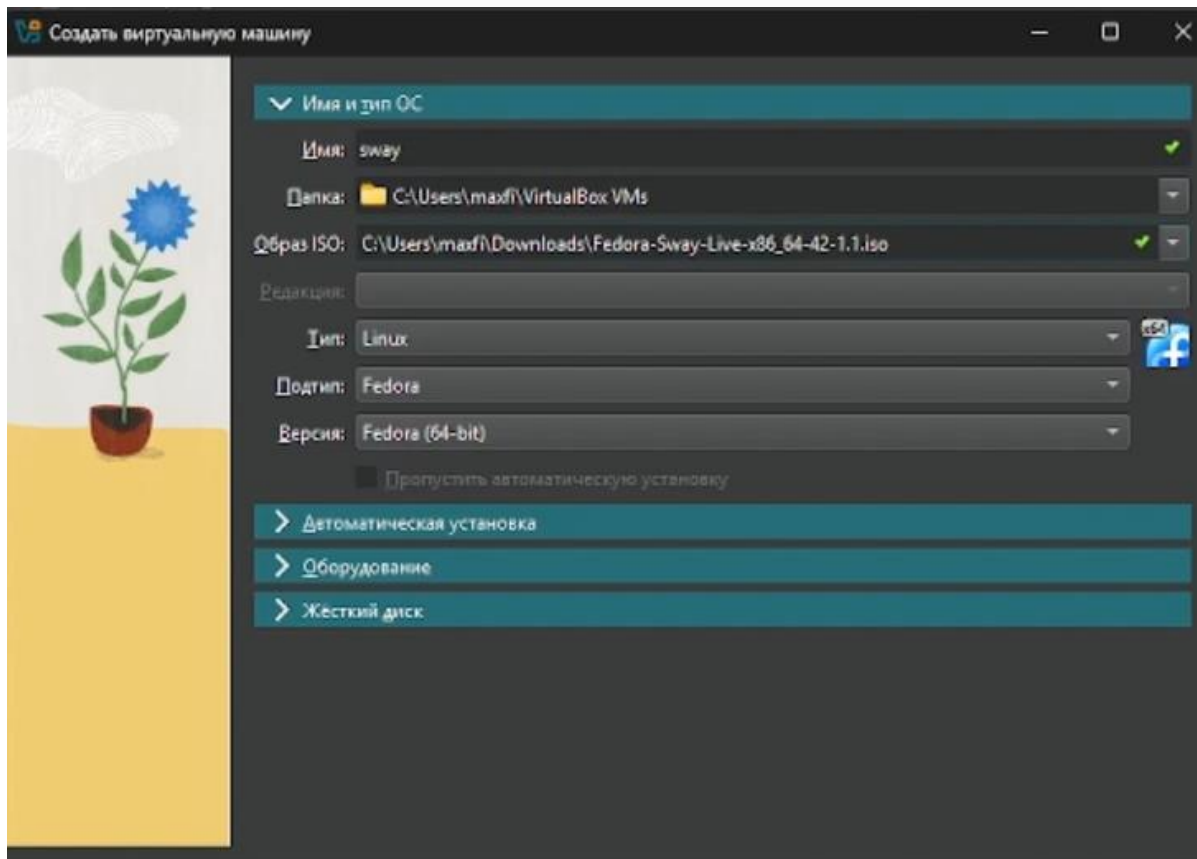 Создать виртуальную машину
Имя и тип ОС
Имя: sway
Папка: C:\Users\maxfi\VirtualBox VMs
Образ ISO: C:\Users\maxfi\Downloads\Fedora-Sway-Live-x86_64-42-1.1.iso
Редакция:
Тип: Linux
x64
Подтип: Fedora
Версия: Fedora (64-bit)
Пропустить автоматическую установку
Автоматическая установка
Оборудование
Жёсткий диск